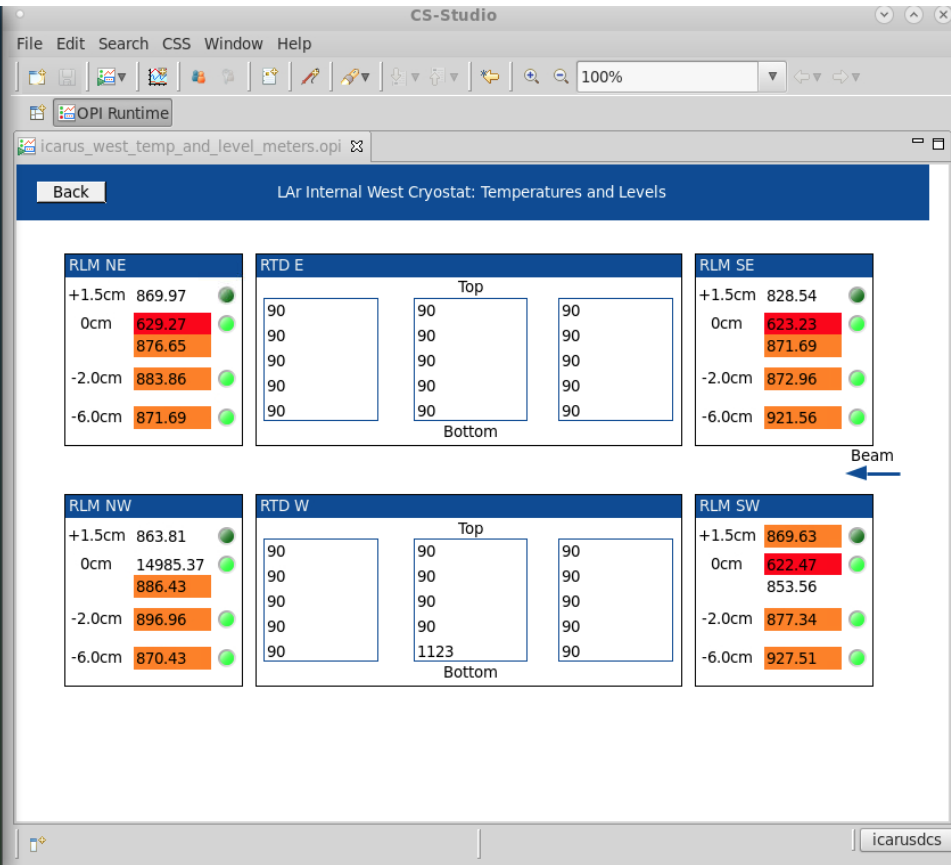 CS-Studio
File Edit Search CSS Window Help
100%
OPI Runtime
icarus_west_temp_and_level_meters.opi
Back
LAr Internal West Cryostat: Temperatures and Levels
RLM NE
+1.5cm 869.97
0cm 629.27
876.65
-2.0cm 883.86
-6.0cm 871.69
RTD E
Top
90 90 90
90 90 90
90 90 90
90 90 90
90 90 90
Bottom
RLM SE
+1.5cm 828.54
0cm 623.23
871.69
-2.0cm 872.96
-6.0cm 921.56
Beam
RLM NW
+1.5cm 863.81
0cm 14985.37
886.43
-2.0cm 896.96
-6.0cm 870.43
RTD W
Top
90 90 90
90 90 90
90 90 90
90 90 90
90 1123 90
Bottom
RLM SW
+1.5cm 869.63
0cm 622.47
853.56
-2.0cm 877.34
-6.0cm 927.51
icarusdcs